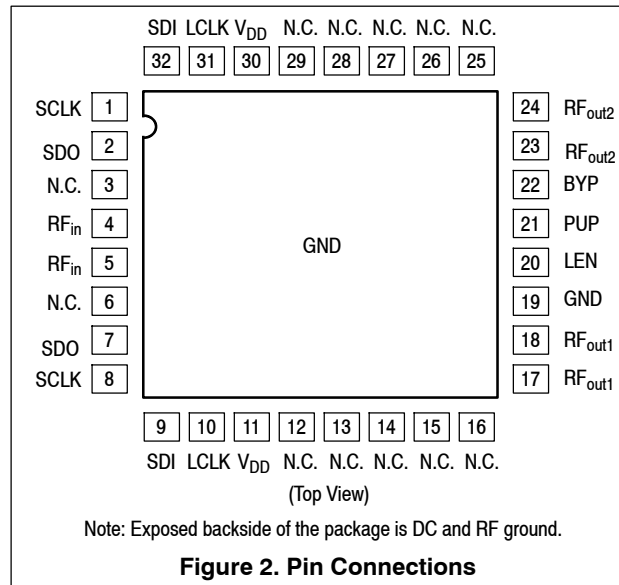 SDI LCLK VDD N.C. N.C. N.C. N.C. N.C.
32 31 30 29 28 27 26 25
SCLK 1
24 RFout2
SDO 2
23 RFout2
N.C. 3
22 BYP
RFin 4
21 PUP
GND
RFin 5
20 LEN
N.C. 6
19 GND
SDO 7
18 RFout1
SCLK 8
17 RFout1
9 10 11 12 13 14 15 16
SDI LCLK VDD N.C. N.C. N.C. N.C. N.C.
(Top View)
Note: Exposed backside of the package is DC and RF ground.
Figure 2. Pin Connections